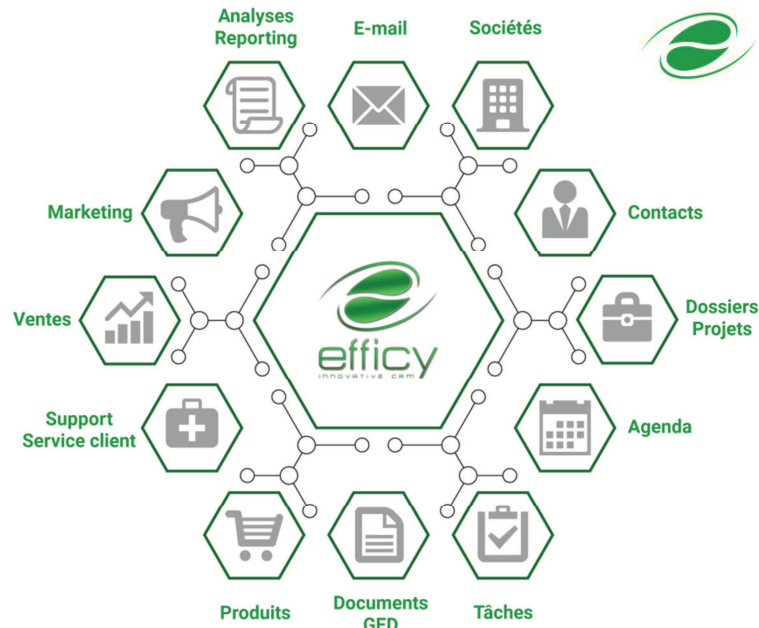 Analyses
Reporting
E-mail
Sociétés
Marketing
Contacts
Ventes
Dossiers
Projets
efficy
INNOVATIVE CRM
Support
Service client
Agenda
Produits
Documents
GED
Tâches